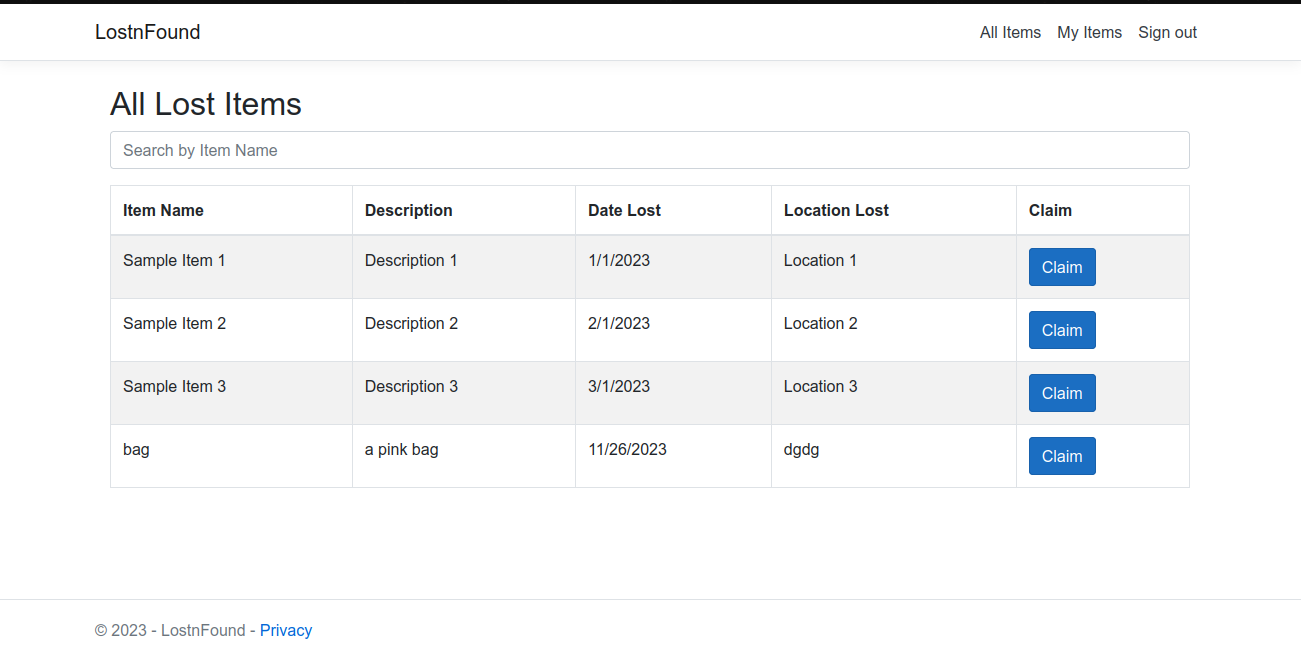 LostnFound All Items My Items Sign out
All Lost Items
Search by Item Name
Item Name Description Date Lost Location Lost Claim
Sample Item 1 Description 1 1/1/2023 Location 1 Claim
Sample Item 2 Description 2 2/1/2023 Location 2 Claim
Sample Item 3 Description 3 3/1/2023 Location 3 Claim
bag a pink bag 11/26/2023 dgdg Claim
© 2023 - LostnFound - Privacy